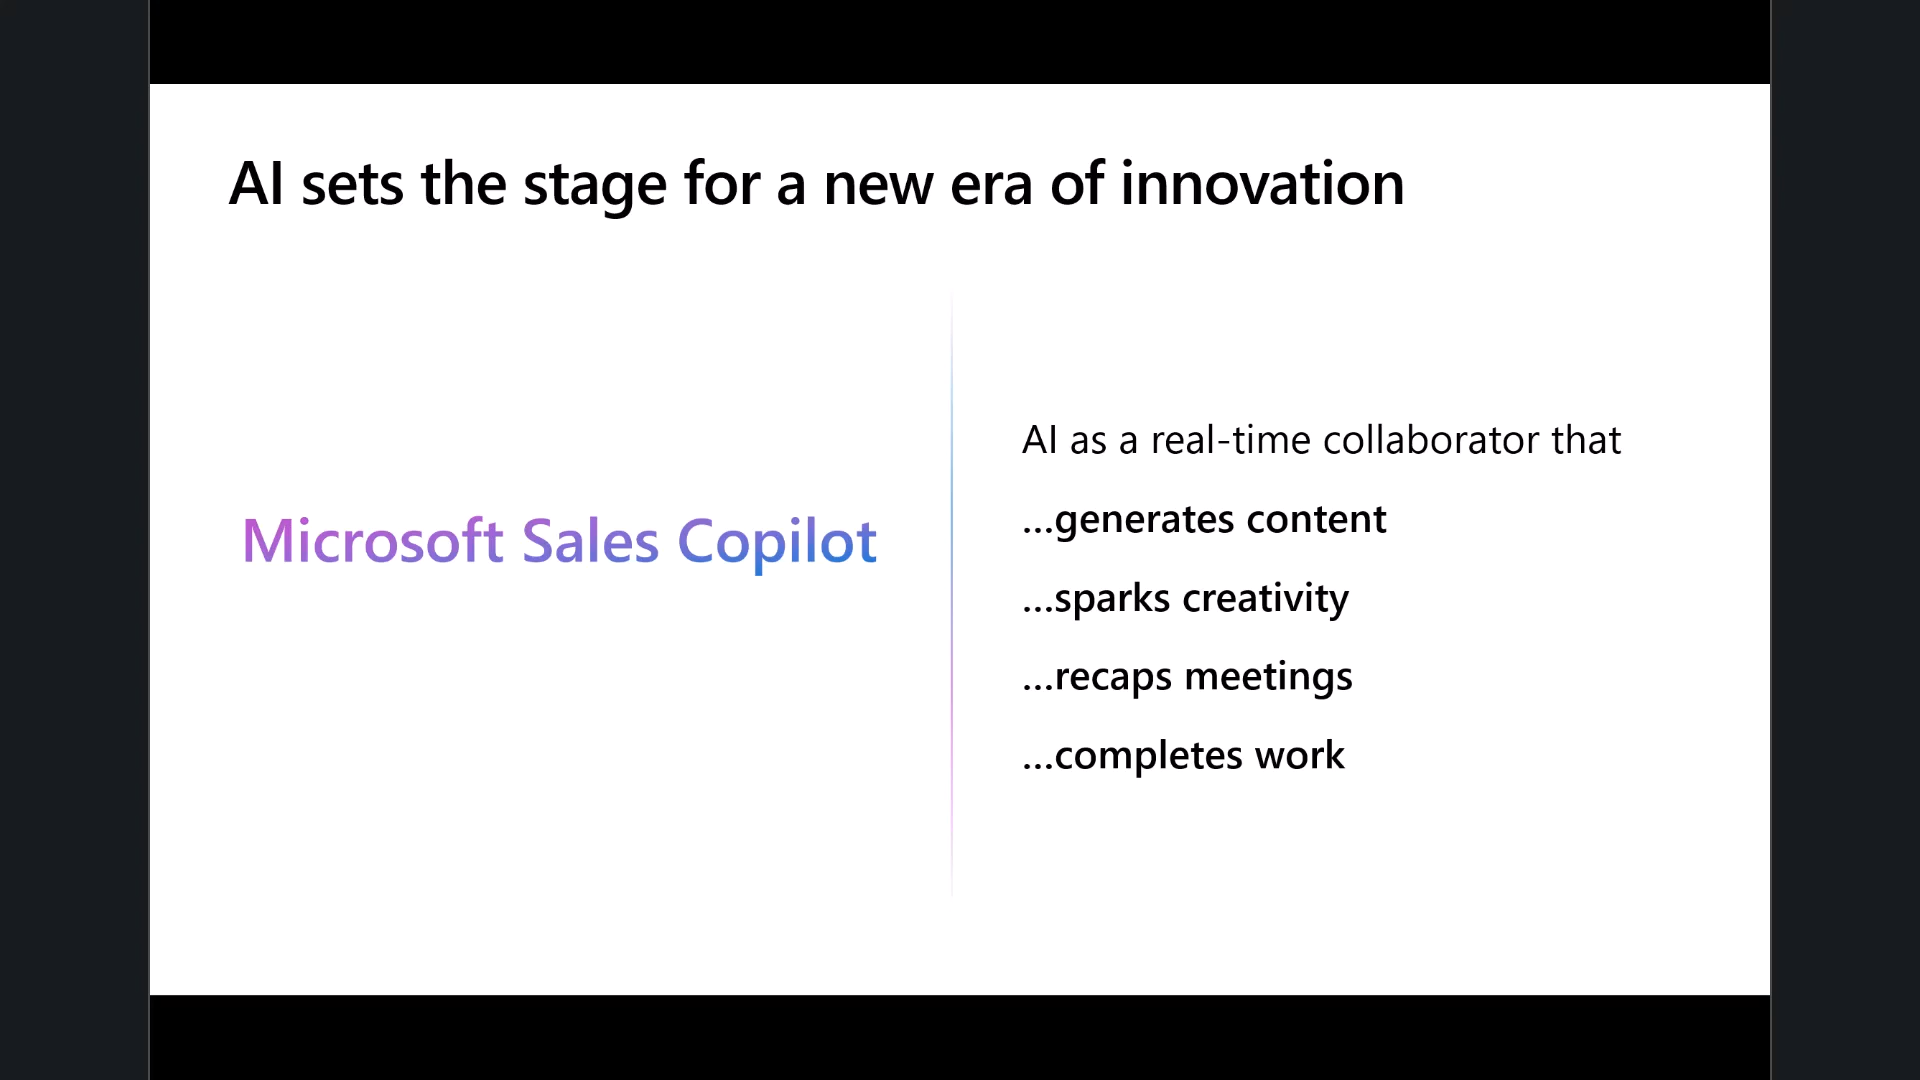 AI sets the stage for a new era of innovation
Microsoft Sales Copilot
AI as a real-time collaborator that
...generates content
...sparks creativity
...recaps meetings
...completes work